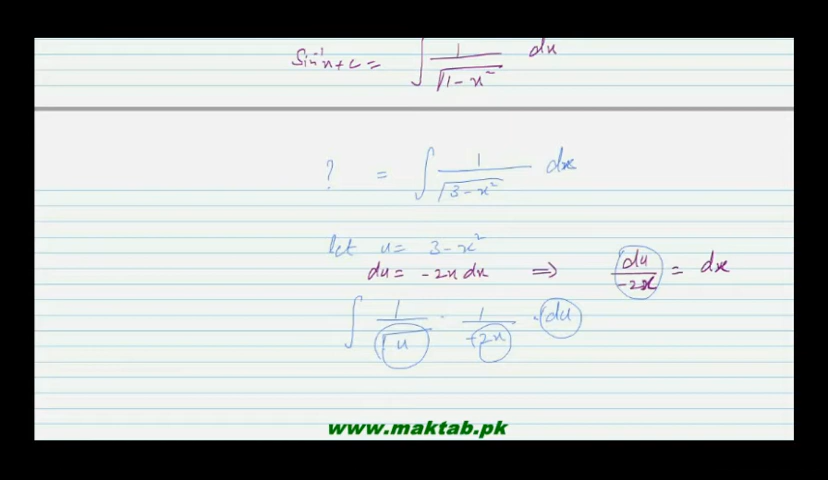 Sin⁻¹x + c = ∫ 1/√(1-x²) dx
? = ∫ 1/√(3-x²) dx
let u = 3-x²
du = -2x dx ⇒ du/-2x = dx
∫ 1/√u · 1/+2x · du
www.maktab.pk